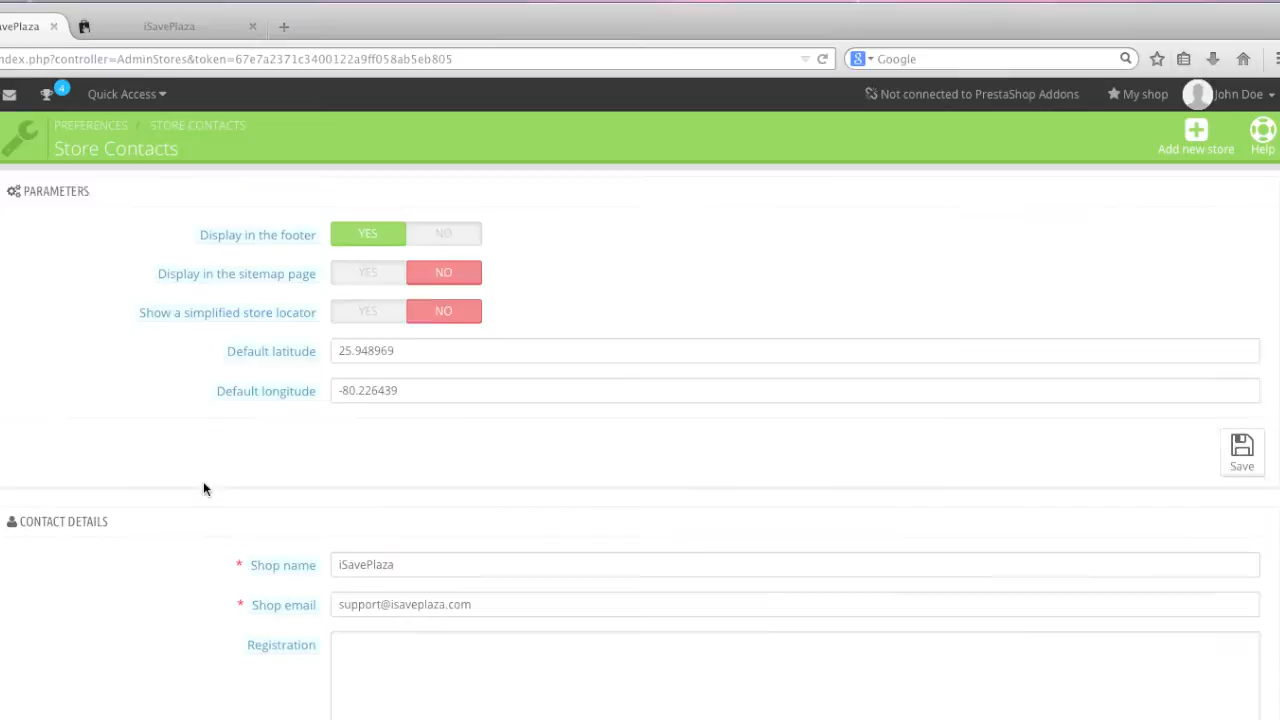 avePlaza
iSavePlaza
ndex.php?controller=AdminStores&token=67e7a2371c3400122a9ff058ab5eb805
Google
4
Quick Access
Not connected to PrestaShop Addons
My shop
John Doe
PREFERENCES / STORE CONTACTS
Store Contacts
Add new store
Help
PARAMETERS
Display in the footer YES NO
Display in the sitemap page YES NO
Show a simplified store locator YES NO
Default latitude 25.948969
Default longitude -80.226439
Save
CONTACT DETAILS
* Shop name iSavePlaza
* Shop email support@isaveplaza.com
Registration